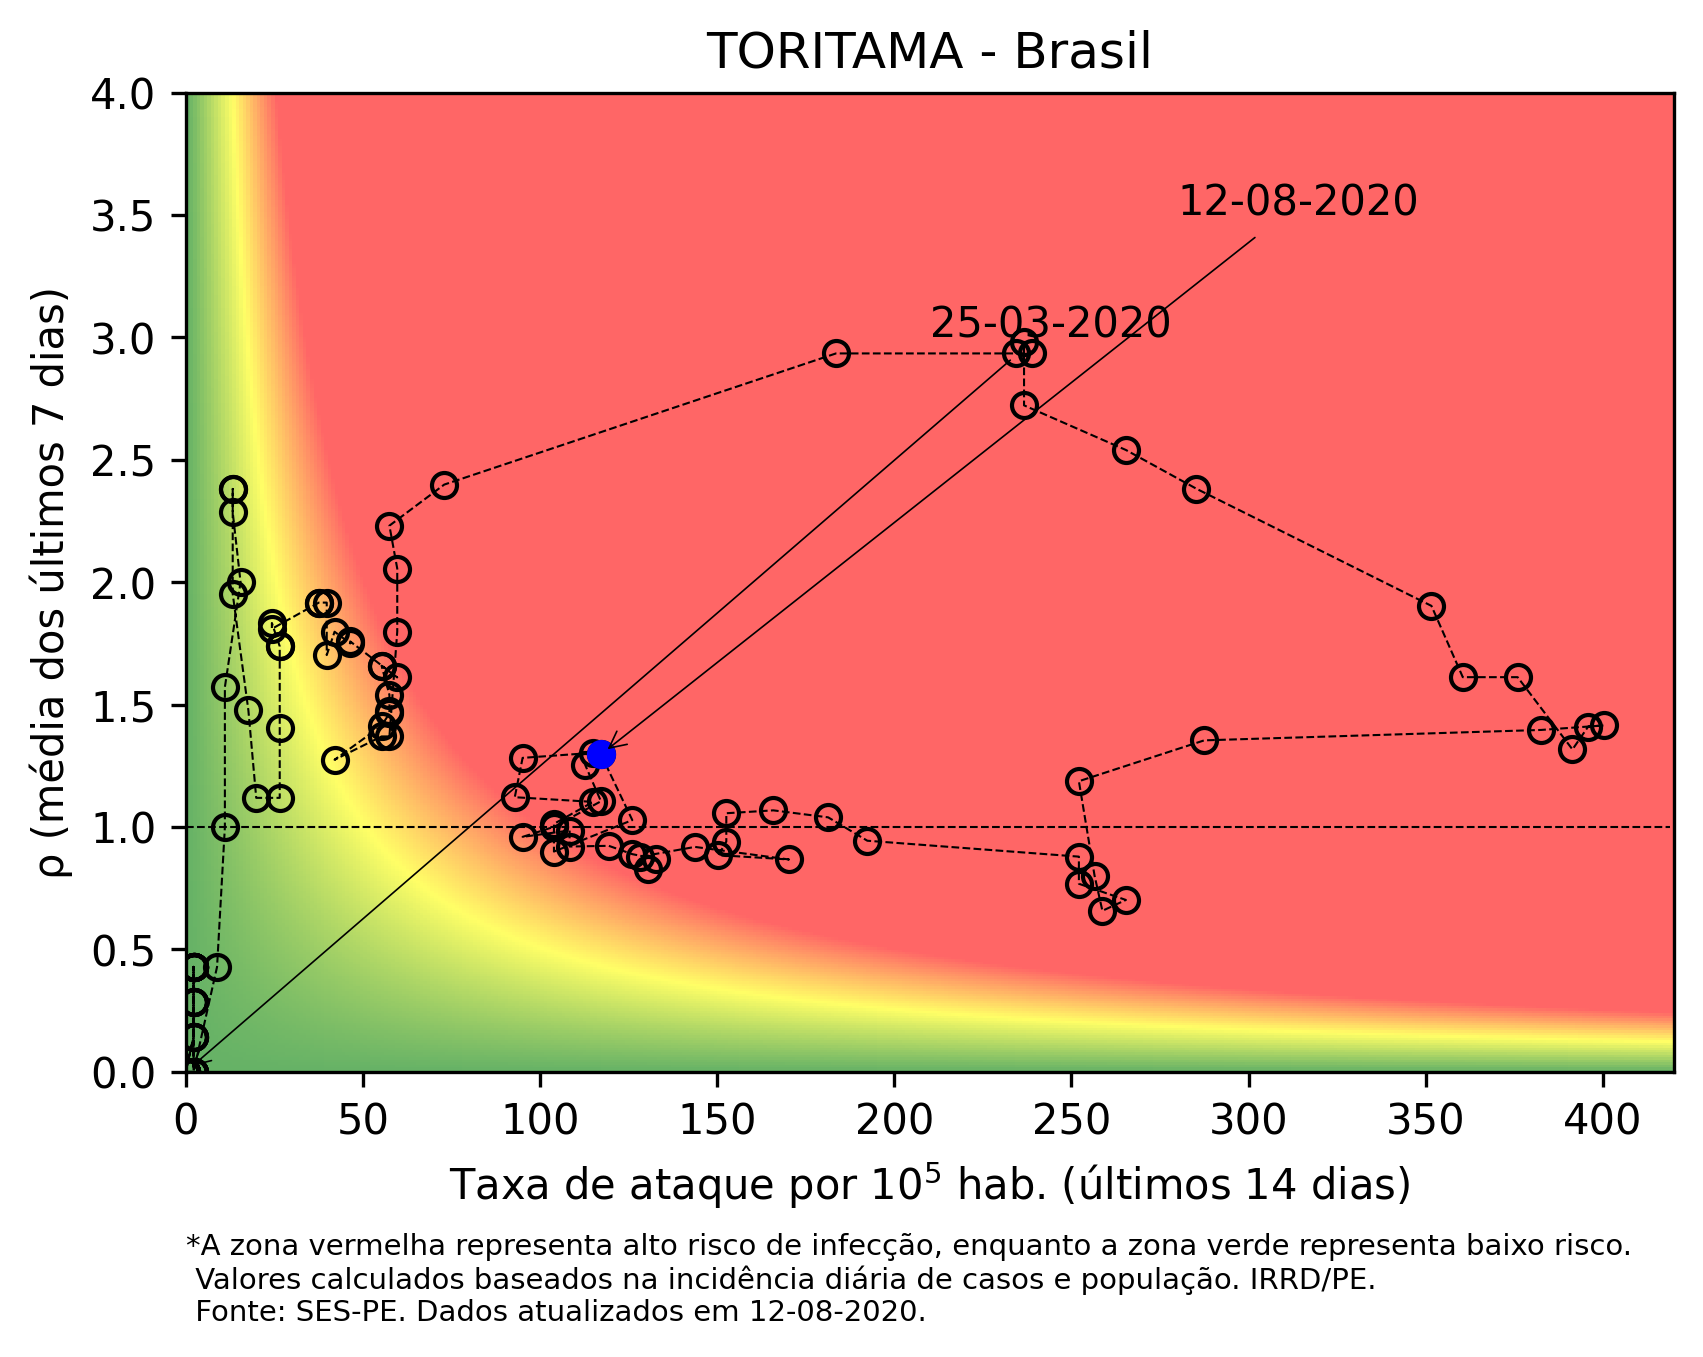 TORITAMA - Brasil
4.0
3.5
3.0
2.5
2.0
1.5
1.0
0.5
0.0
ρ (média dos últimos 7 dias)
12-08-2020
25-03-2020
0 50 100 150 200 250 300 350 400
Taxa de ataque por 10⁵ hab. (últimos 14 dias)
*A zona vermelha representa alto risco de infecção, enquanto a zona verde representa baixo risco.
Valores calculados baseados na incidência diária de casos e população. IRRD/PE.
Fonte: SES-PE. Dados atualizados em 12-08-2020.